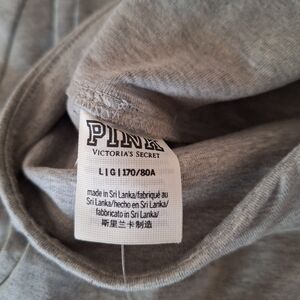 PINK
VICTORIA'S SECRET
L | G | 170/80A
made in Sri Lanka/fabriqué au
Sri Lanka/hecho en Sri Lanka/
fabbricato in Sri Lanka/
斯里兰卡制造